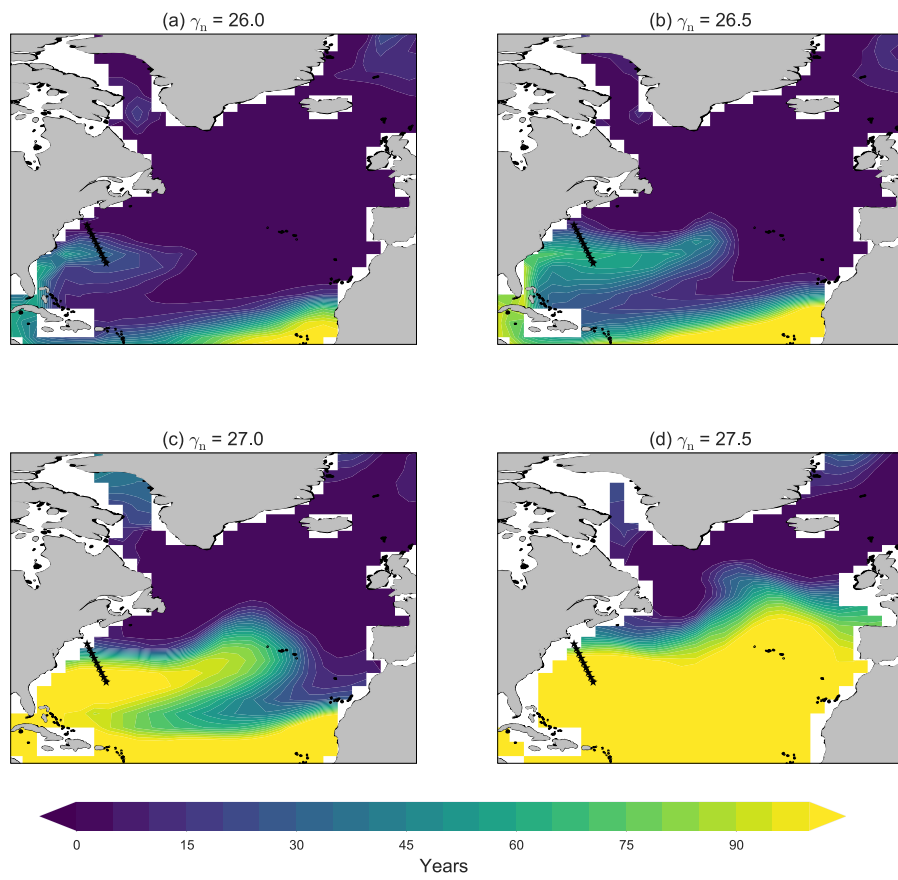 (a) γn = 26.0
(b) γn = 26.5
(c) γn = 27.0
(d) γn = 27.5
0 15 30 45 60 75 90
Years